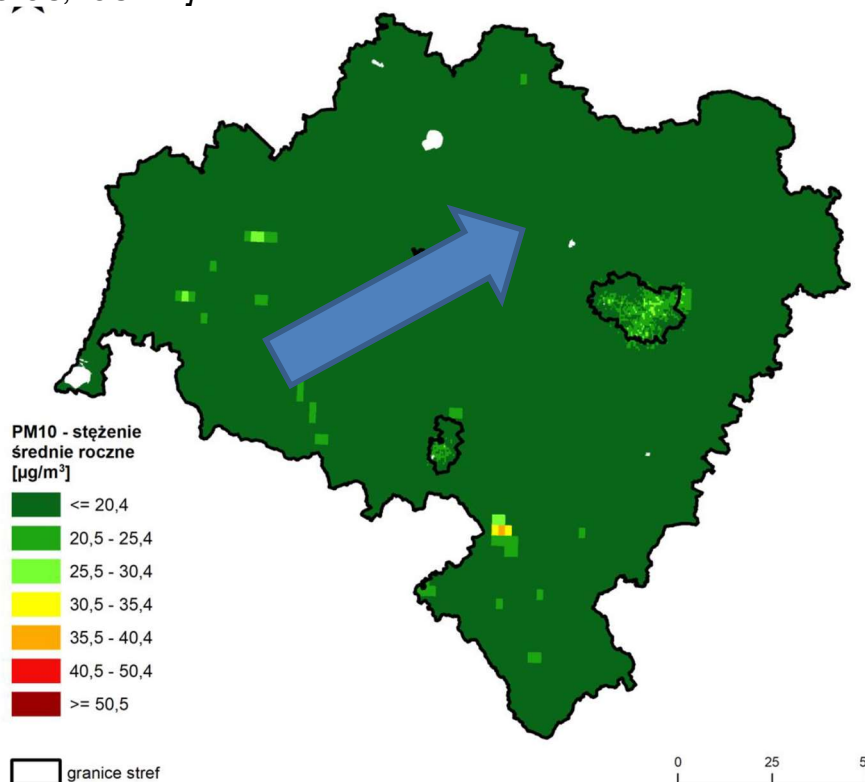 PM10 - stężenie
średnie roczne
[µg/m³]
<= 20,4
20,5 - 25,4
25,5 - 30,4
30,5 - 35,4
35,5 - 40,4
40,5 - 50,4
>= 50,5
granice stref
0 25